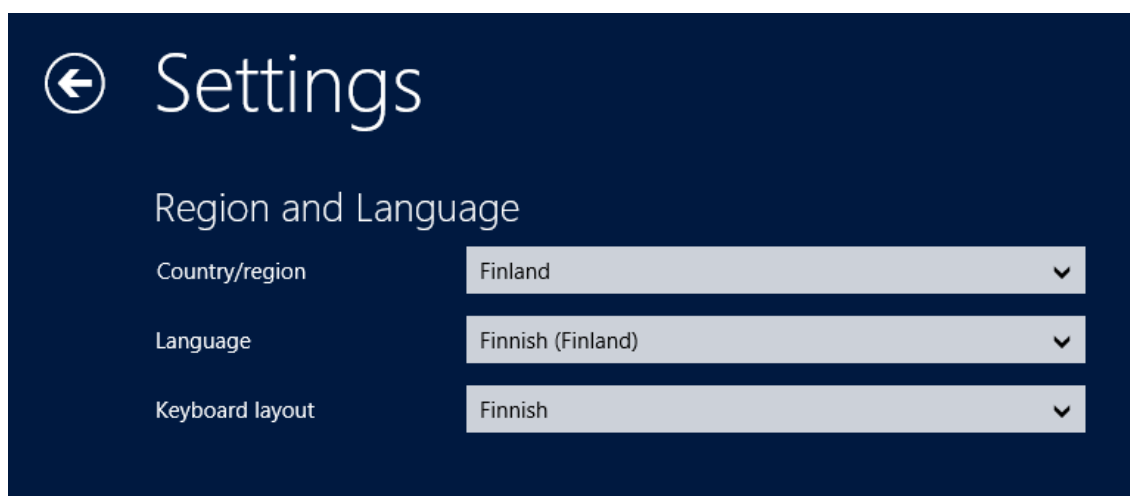 Settings
Region and Language
Country/region Finland
Language Finnish (Finland)
Keyboard layout Finnish